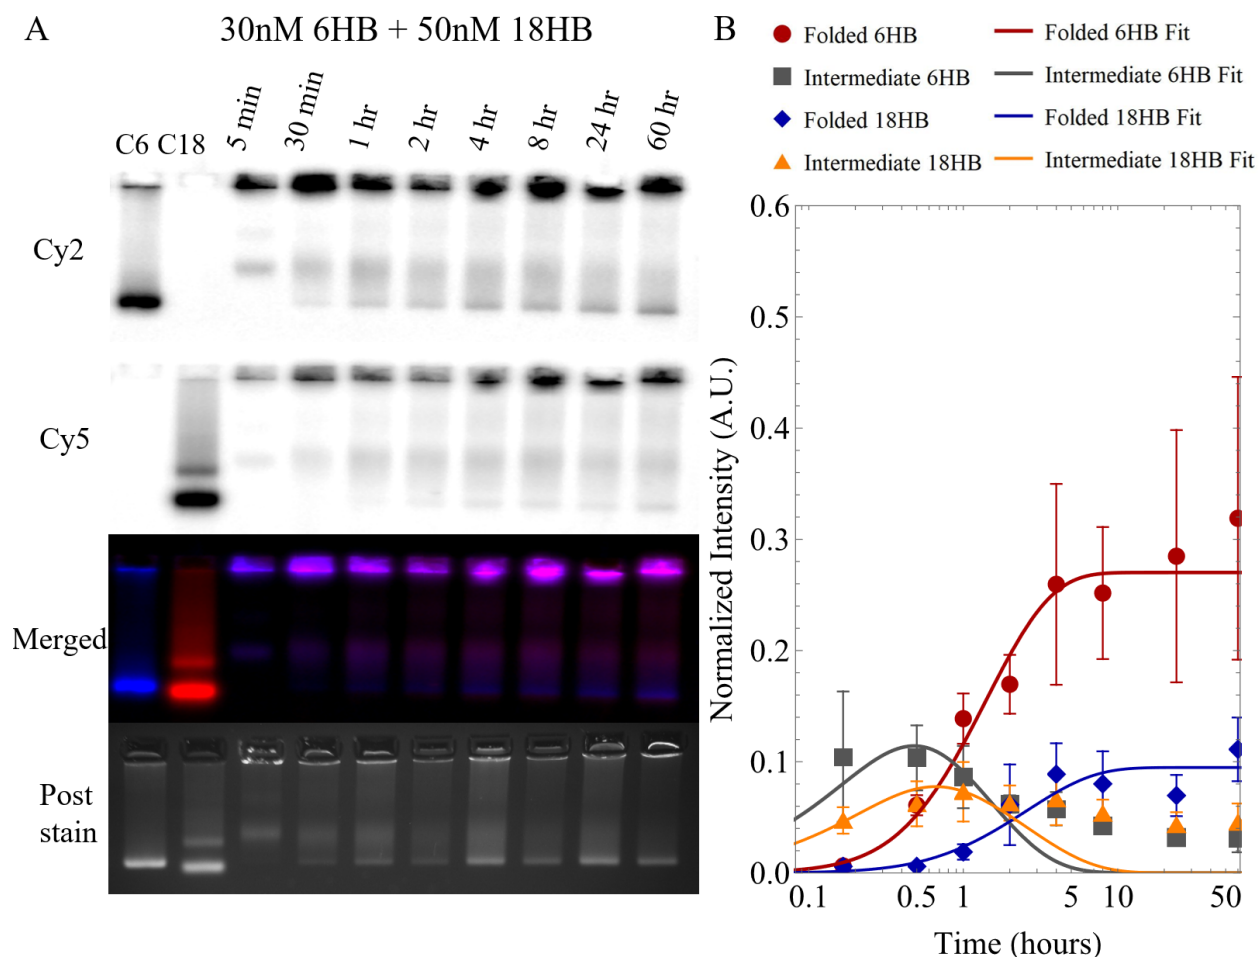 A
30nM 6HB + 50nM 18HB
C6 C18 5 min 30 min 1 hr 2 hr 4 hr 8 hr 24 hr 60 hr
Cy2
Cy5
Merged
Post
stain
B
Folded 6HB
Folded 6HB Fit
Intermediate 6HB
Intermediate 6HB Fit
Folded 18HB
Folded 18HB Fit
Intermediate 18HB
Intermediate 18HB Fit
Normalized Intensity (A.U.)
0.6
0.5
0.4
0.3
0.2
0.1
0.0
0.1 0.5 1 5 10 50
Time (hours)